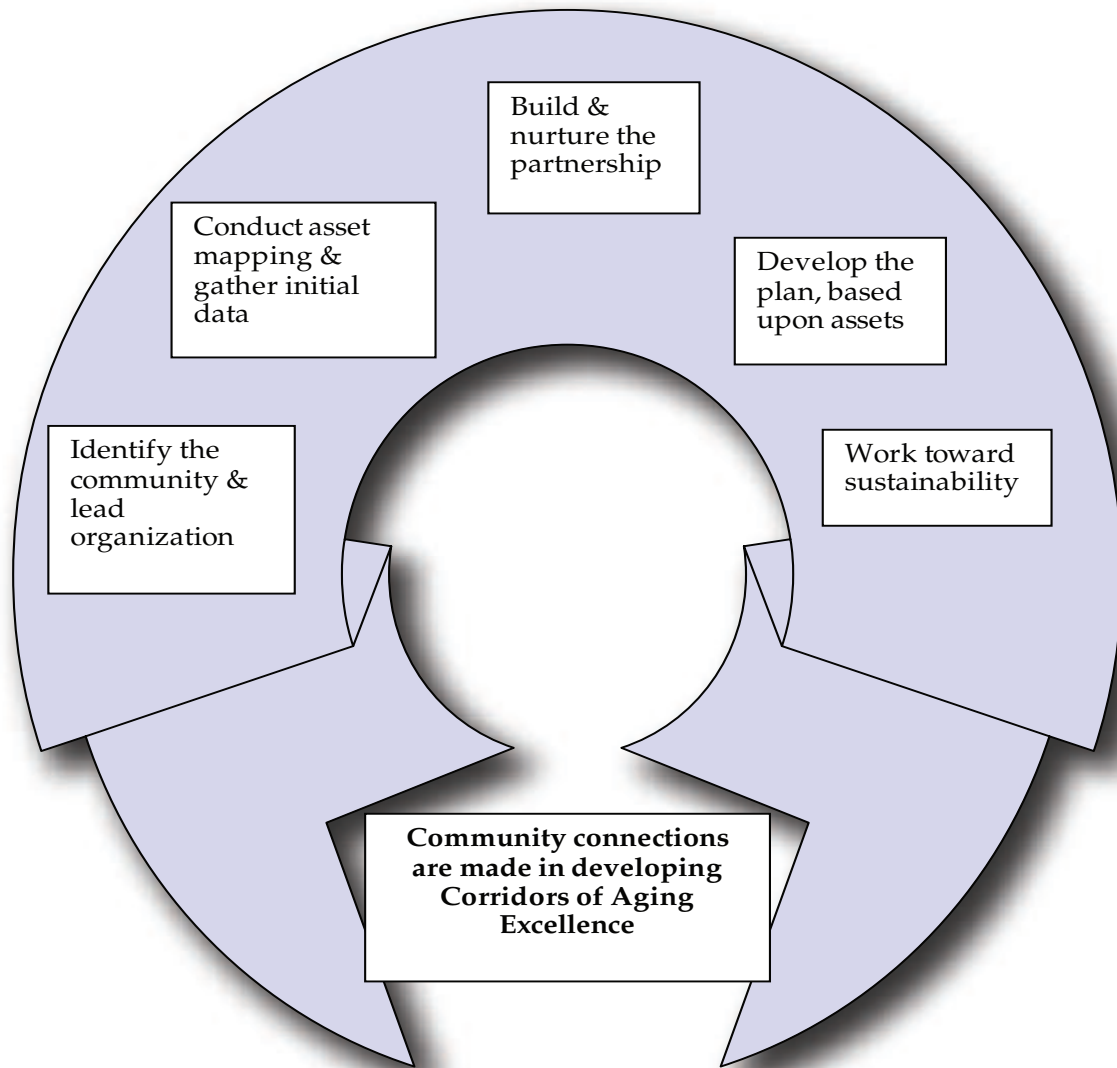 Identify the
community &
lead
organization
Conduct asset
mapping &
gather initial
data
Build &
nurture the
partnership
Develop the
plan, based
upon assets
Work toward
sustainability
Community connections
are made in developing
Corridors of Aging
Excellence